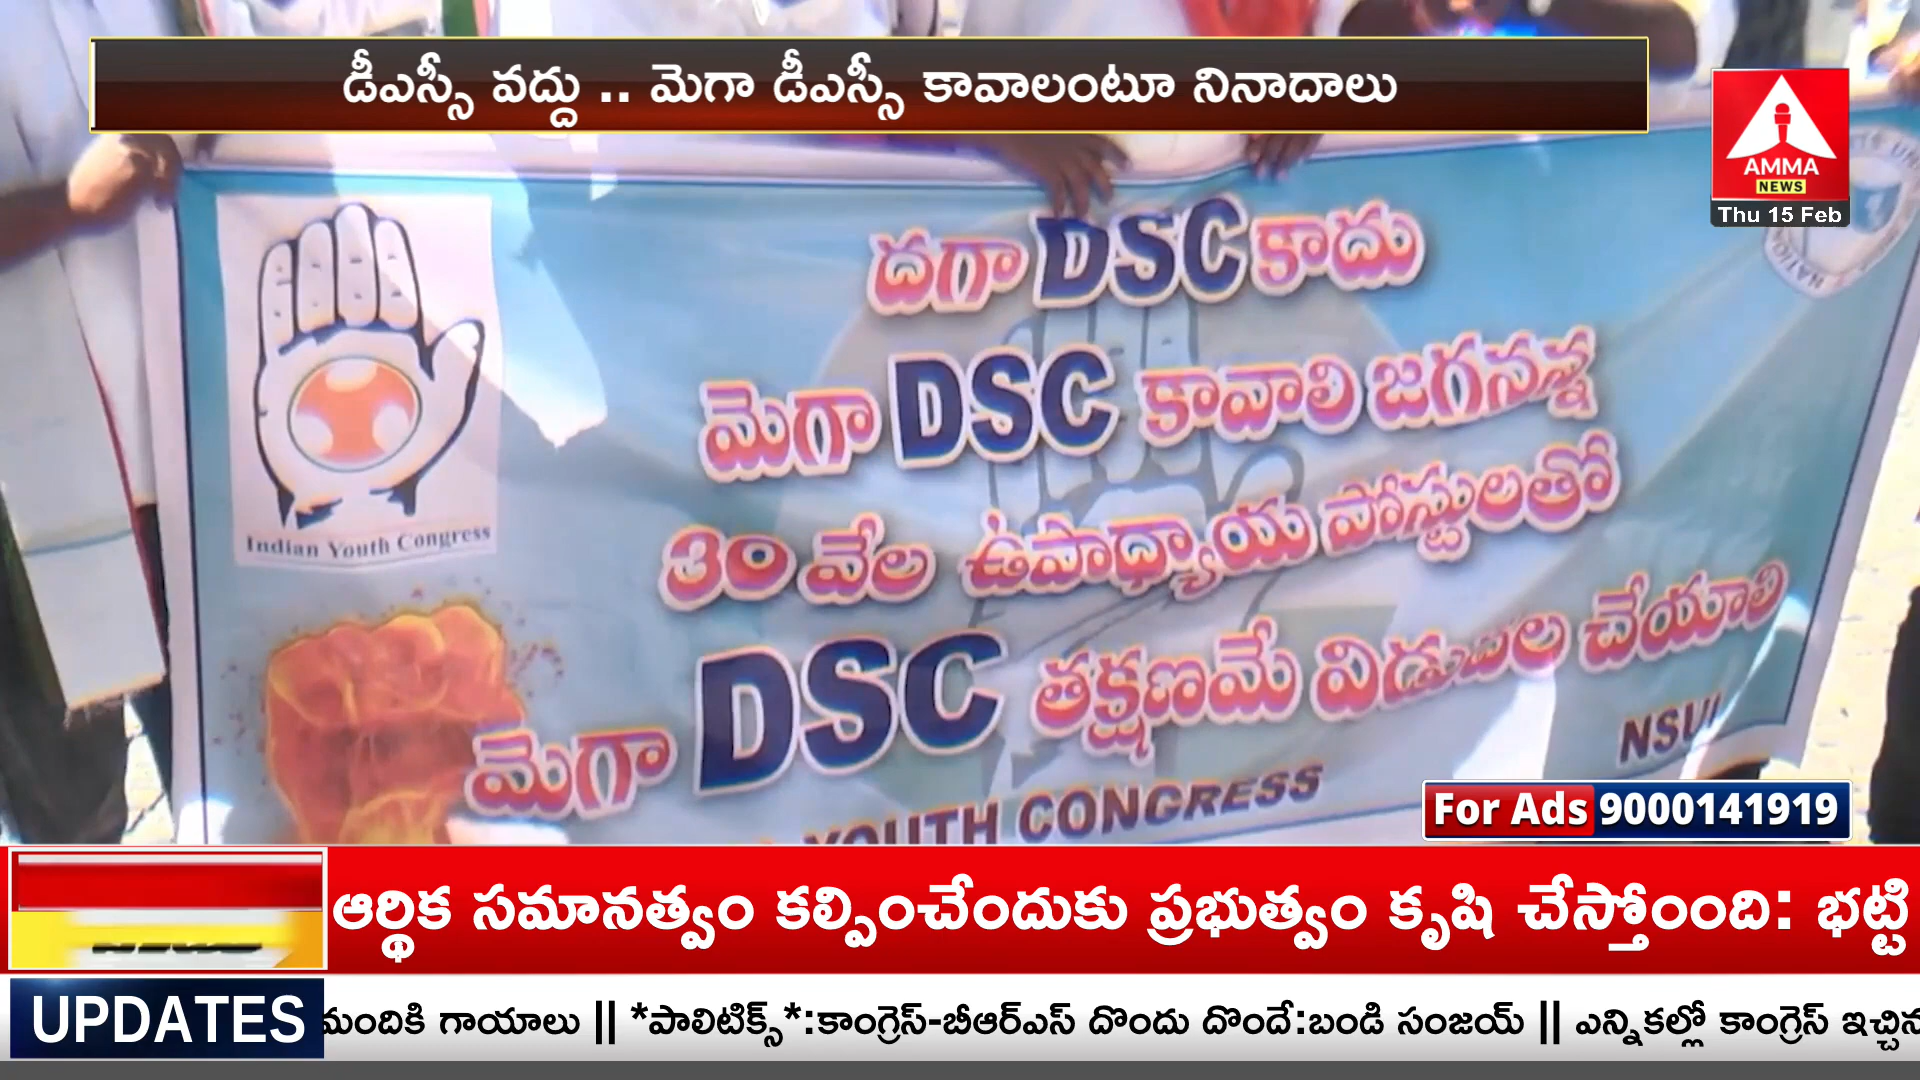 డీఎస్సీ వద్దు .. మెగా డీఎస్సీ కావాలంటూ నినాదాలు
AMMA
NEWS
Thu 15 Feb
దగా DSC కాదు
మెగా DSC కావాలి జగనన్న
Indian Youth Congress
30 వేల ఉపాధ్యాయ పోస్టులతో
మెగా DSC తక్షణమే విడుదల చేయాలి
NSUI
YOUTH CONGRESS
For Ads 9000141919
ఆర్థిక సమానత్వం కల్పించేందుకు ప్రభుత్వం కృషి చేస్తోంంది: భట్టి
UPDATES
మందికి గాయాలు || *పాలిటిక్స్*:కాంగ్రెస్-బీఆర్ఎస్ దొందు దొందే:బండి సంజయ్ || ఎన్నికల్లో కాంగ్రెస్ ఇచ్చిన